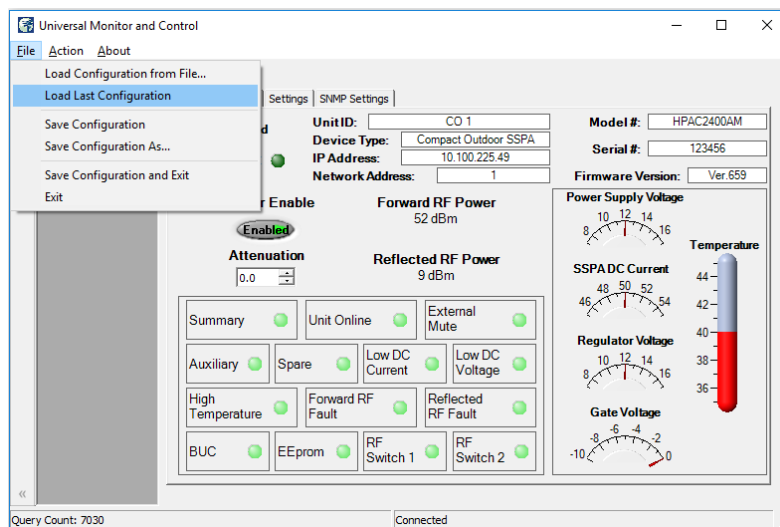 Universal Monitor and Control
File Action About
Load Configuration from File...
Load Last Configuration
Save Configuration
Save Configuration As...
Save Configuration and Exit
Exit
Settings SNMP Settings
Unit ID: CO 1
Device Type: Compact Outdoor SSPA
IP Address: 10.100.225.49
Network Address: 1
Model #: HPAC2400AM
Serial #: 123456
Firmware Version: Ver.659
Enable
Enabled
Attenuation
0.0
Forward RF Power
52 dBm
Reflected RF Power
9 dBm
Summary
Unit Online
External Mute
Auxiliary
Spare
Low DC Current
Low DC Voltage
High Temperature
Forward RF Fault
Reflected RF Fault
BUC
EEprom
RF Switch 1
RF Switch 2
Power Supply Voltage
8 10 12 14 16
SSPA DC Current
46 48 50 52 54
Regulator Voltage
8 10 12 14 16
Gate Voltage
-10 -8 -6 -4 -2 0
Temperature
44
42
40
38
36
«
Query Count: 7030
Connected